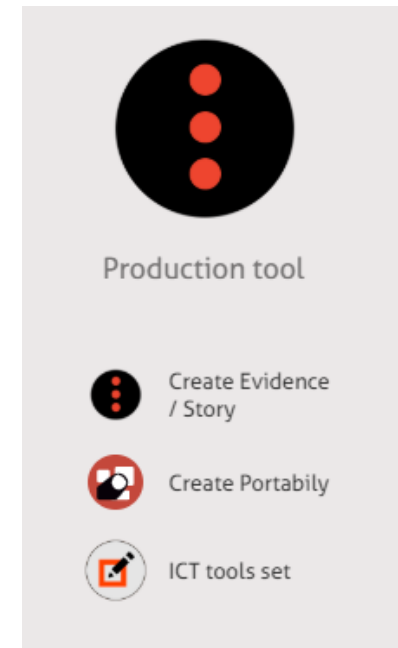 Production tool
Create Evidence
/ Story
Create Portabily
ICT tools set